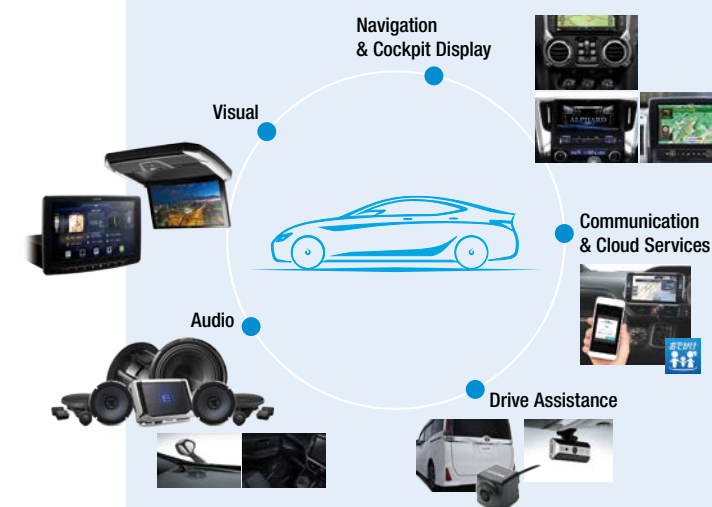 Navigation
& Cockpit Display
Visual
ALPHARD
Communication
& Cloud Services
おでかけ
Audio
Drive Assistance